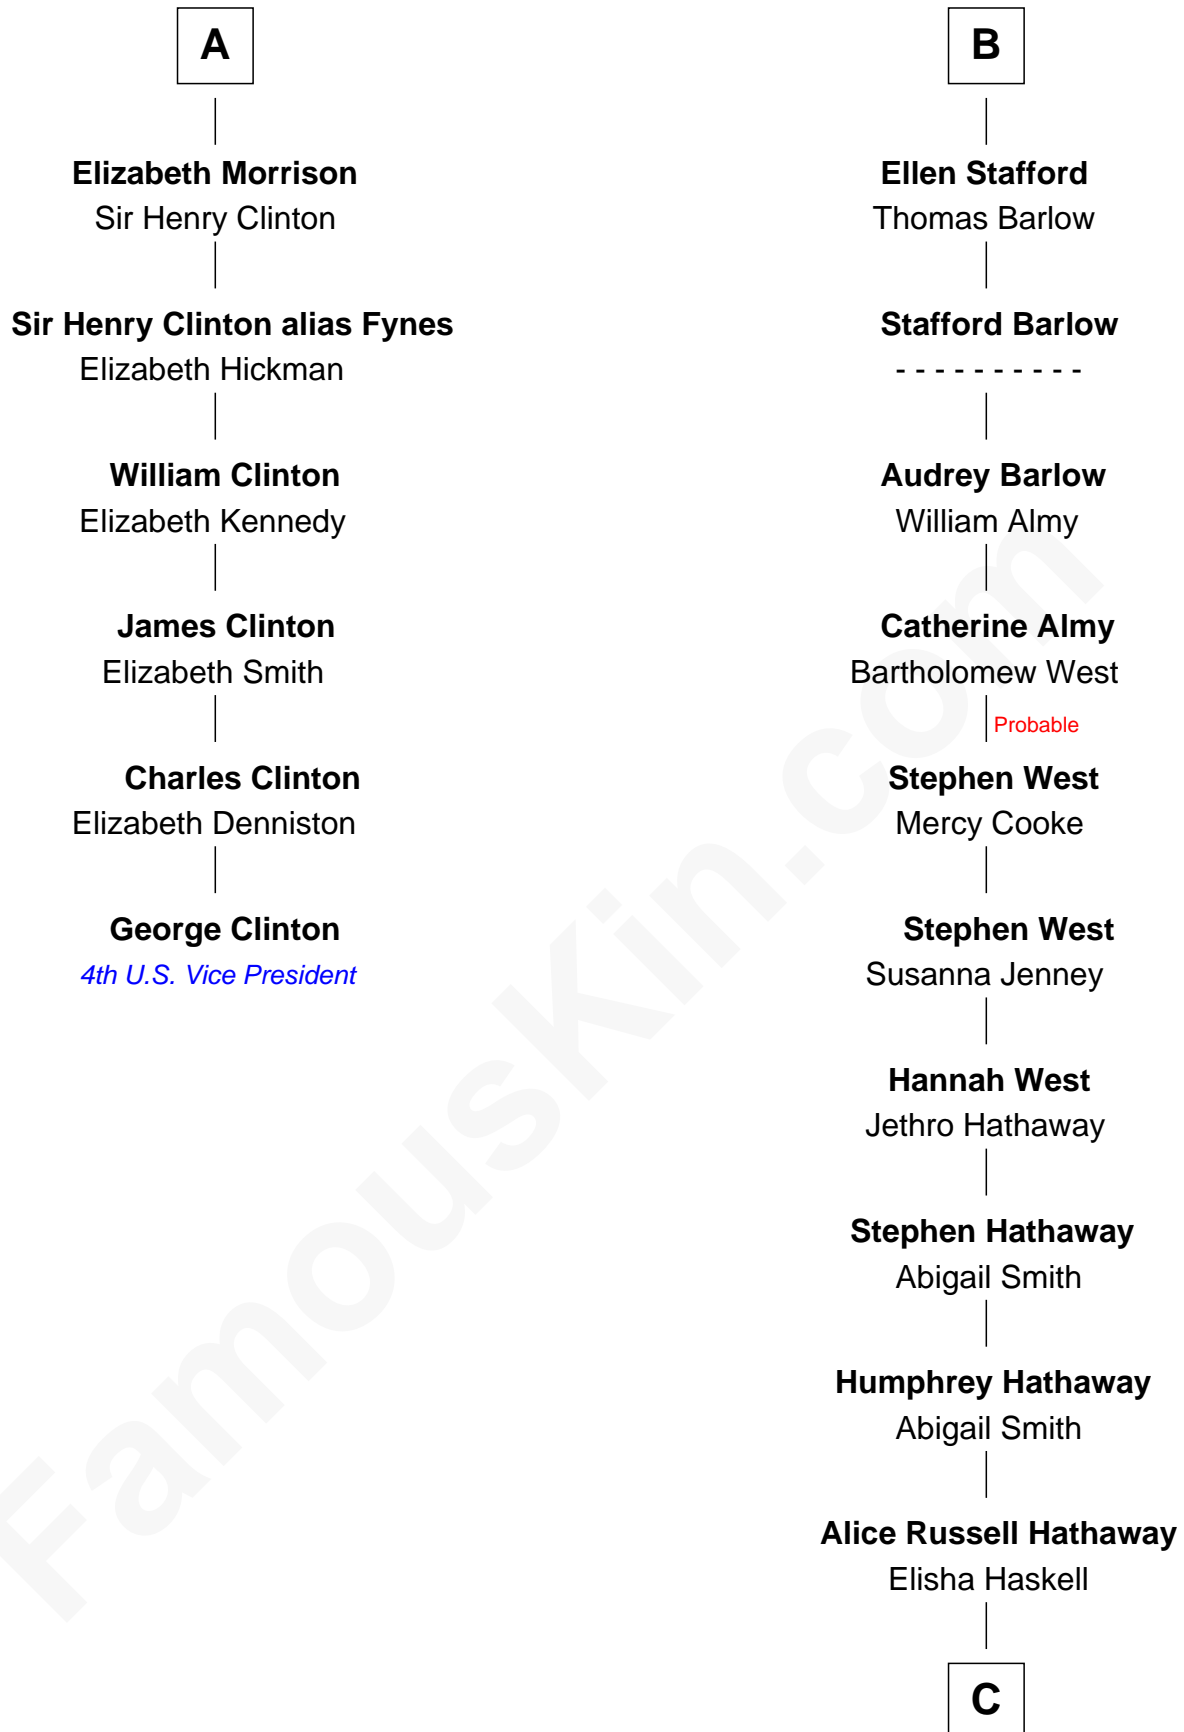 A
Elizabeth Morrison
Sir Henry Clinton
Sir Henry Clinton alias Fynes
Elizabeth Hickman
William Clinton
Elizabeth Kennedy
James Clinton
Elizabeth Smith
Charles Clinton
Elizabeth Denniston
George Clinton
4th U.S. Vice President
B
Ellen Stafford
Thomas Barlow
Stafford Barlow
- - - - - - - - - -
Audrey Barlow
William Almy
Catherine Almy
Bartholomew West
Probable
Stephen West
Mercy Cooke
Stephen West
Susanna Jenney
Hannah West
Jethro Hathaway
Stephen Hathaway
Abigail Smith
Humphrey Hathaway
Abigail Smith
Alice Russell Hathaway
Elisha Haskell
C
FamousKin.com